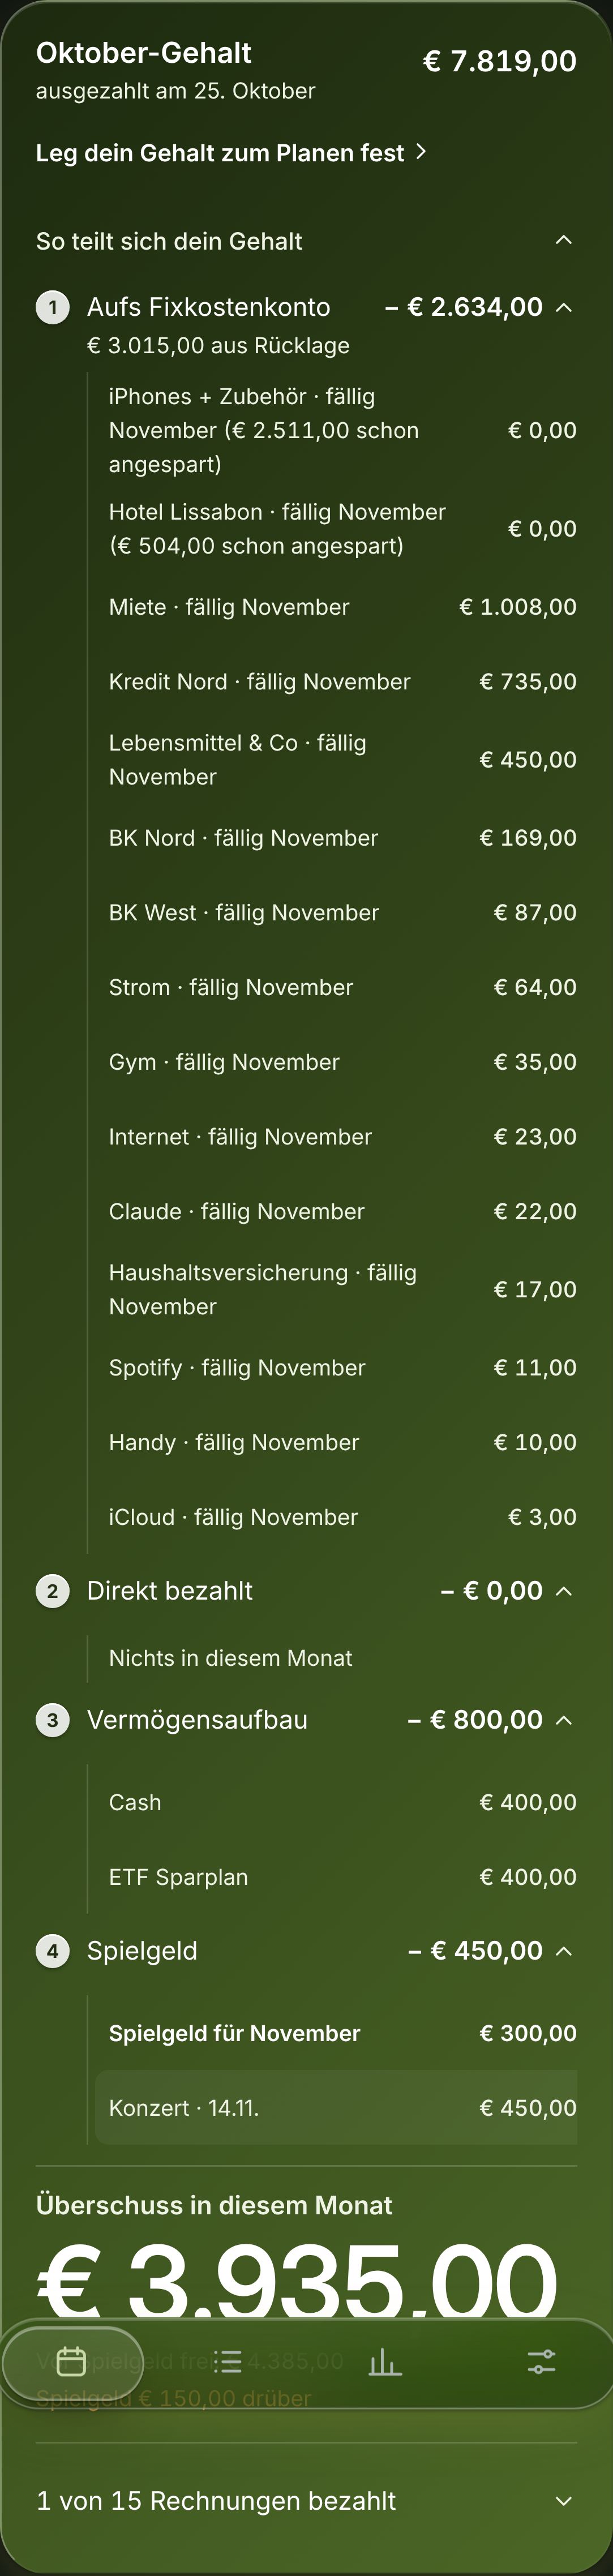 Oktober-Gehalt
€ 7.819,00
ausgezahlt am 25. Oktober
Leg dein Gehalt zum Planen fest
So teilt sich dein Gehalt
1 Aufs Fixkostenkonto – € 2.634,00
€ 3.015,00 aus Rücklage
iPhones + Zubehör · fällig
November (€ 2.511,00 schon
angespart)
€ 0,00
Hotel Lissabon · fällig November
(€ 504,00 schon angespart)
€ 0,00
Miete · fällig November € 1.008,00
Kredit Nord · fällig November € 735,00
Lebensmittel & Co · fällig
November
€ 450,00
BK Nord · fällig November € 169,00
BK West · fällig November € 87,00
Strom · fällig November € 64,00
Gym · fällig November € 35,00
Internet · fällig November € 23,00
Claude · fällig November € 22,00
Haushaltsversicherung · fällig
November
€ 17,00
Spotify · fällig November € 11,00
Handy · fällig November € 10,00
iCloud · fällig November € 3,00
2 Direkt bezahlt – € 0,00
Nichts in diesem Monat
3 Vermögensaufbau – € 800,00
Cash € 400,00
ETF Sparplan € 400,00
4 Spielgeld – € 450,00
Spielgeld für November € 300,00
Konzert · 14.11. € 450,00
Überschuss in diesem Monat
€ 3.935,00
4.385,00
Spielgeld € 150,00 drüber
1 von 15 Rechnungen bezahlt